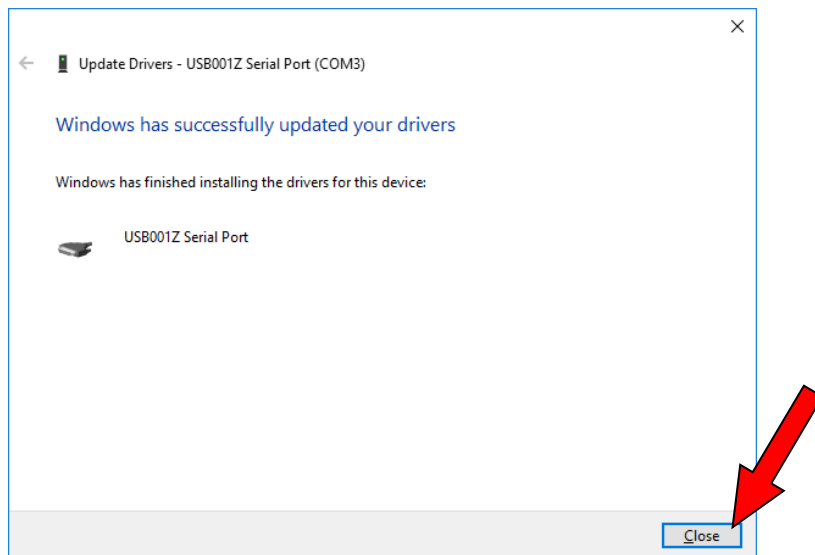 Update Drivers - USB001Z Serial Port (COM3)
Windows has successfully updated your drivers
Windows has finished installing the drivers for this device:
USB001Z Serial Port
Close